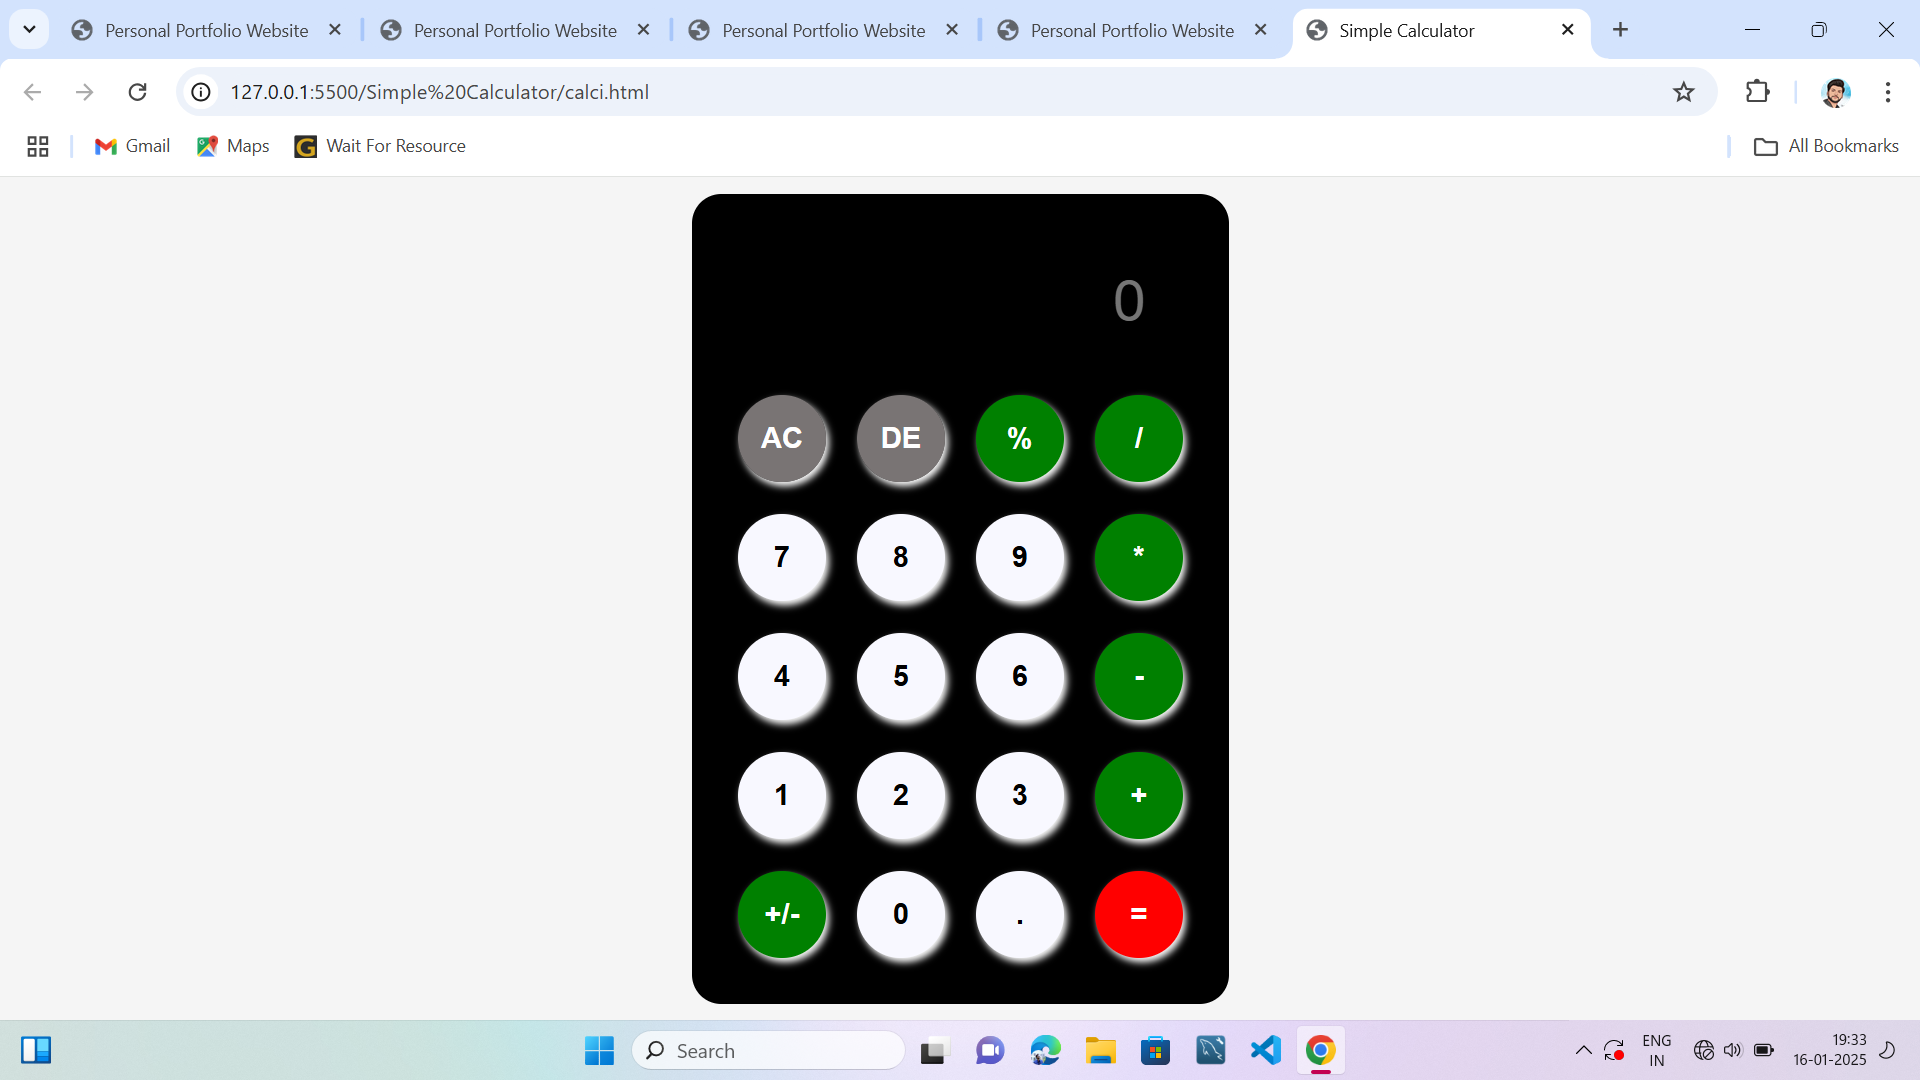 Personal Portfolio Website
Personal Portfolio Website
Personal Portfolio Website
Personal Portfolio Website
Simple Calculator
127.0.0.1:5500/Simple%20Calculator/calci.html
Gmail
Maps
G
Wait For Resource
All Bookmarks
0
AC DE % /
7 8 9 *
4 5 6 -
1 2 3 +
+/- 0 . =
Search
ENG
IN
19:33
16-01-2025